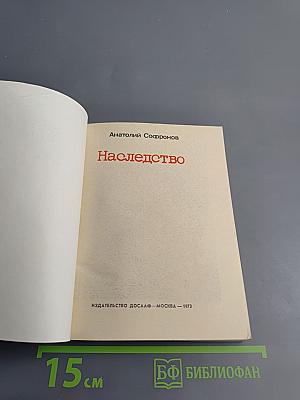 Анатолий Софронов
Наследство
ИЗДАТЕЛЬСТВО ДОСААФ—МОСКВА—1973
15 см
БФ БИБЛИОФАН